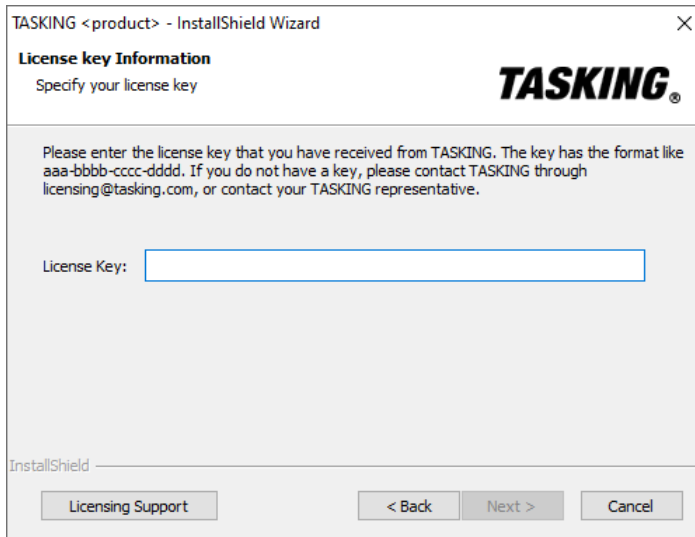 TASKING <product> - InstallShield Wizard
License key Information
Specify your license key
TASKING®
Please enter the license key that you have received from TASKING. The key has the format like
aaa-bbbb-cccc-dddd. If you do not have a key, please contact TASKING through
licensing@tasking.com, or contact your TASKING representative.
License Key:
InstallShield
Licensing Support
< Back
Next >
Cancel